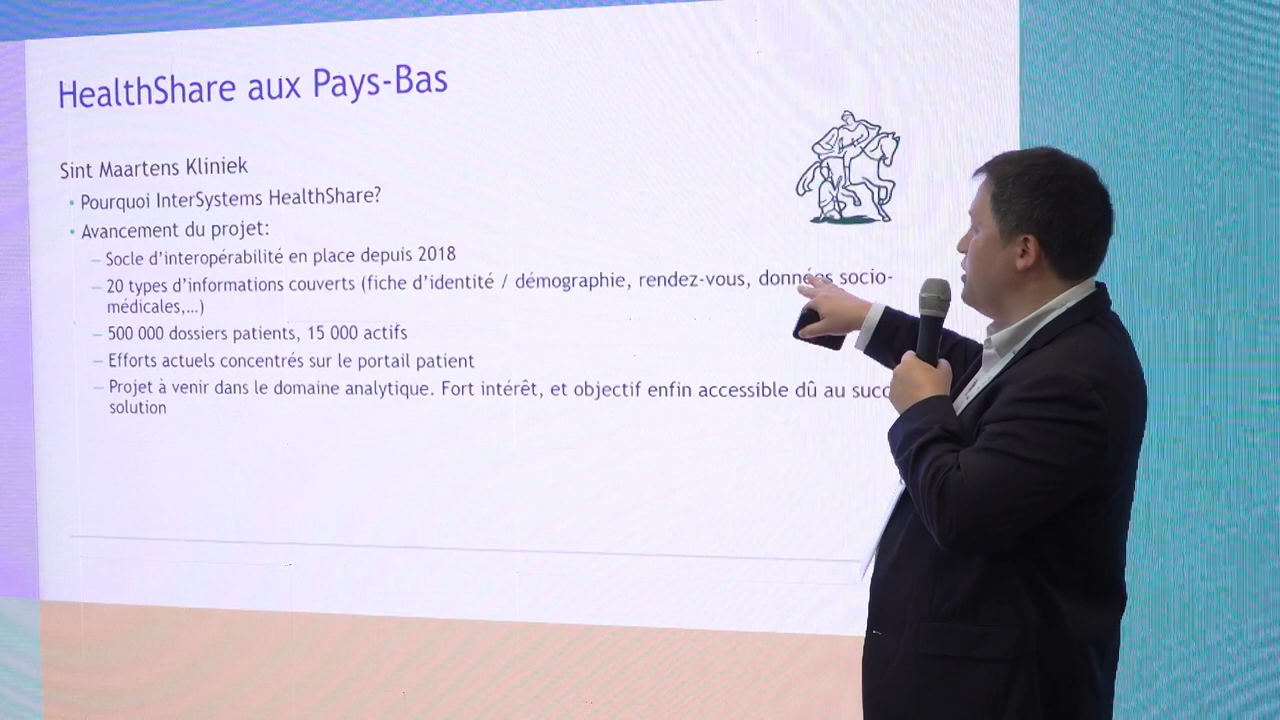 HealthShare aux Pays-Bas
Sint Maartens Kliniek
• Pourquoi InterSystems HealthShare?
• Avancement du projet:
– Socle d'interopérabilité en place depuis 2018
– 20 types d'informations couverts (fiche d'identité / démographie, rendez-vous, données socio-
médicales,...)
– 500 000 dossiers patients, 15 000 actifs
– Efforts actuels concentrés sur le portail patient
– Projet à venir dans le domaine analytique. Fort intérêt, et objectif enfin accessible dû au
solution